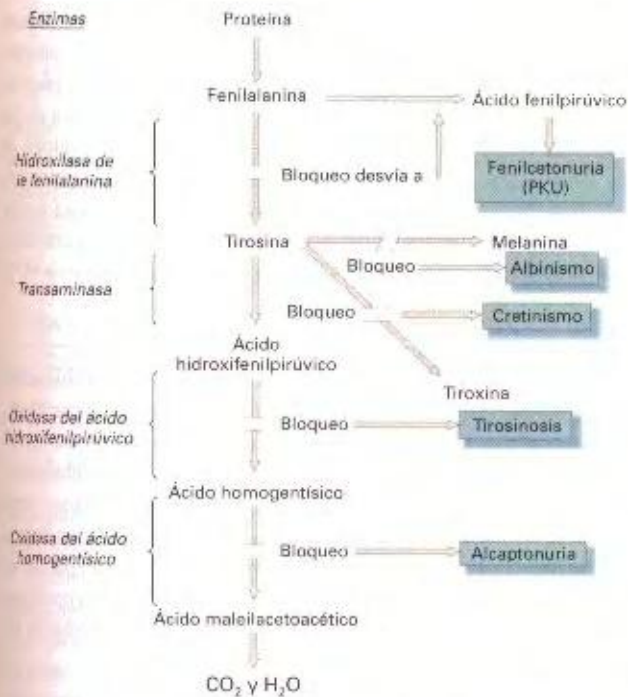 Enzimas
Proteína
Fenilalanina
Ácido fenilpirúvico
Hidroxilasa de
la fenilalanina
Bloqueo desvía a
Fenilcetonuria
(PKU)
Tirosina
Melanina
Bloqueo
Albinismo
Transaminasa
Bloqueo
Cretinismo
Ácido
hidroxifenilpirúvico
Tiroxina
Oxidasa del ácido
hidroxifenilpirúvico
Bloqueo
Tirosinosis
Ácido homogentísico
Oxidasa del ácido
homogentísico
Bloqueo
Alcaptonuria
Ácido maleilacetoacético
CO₂ y H₂O